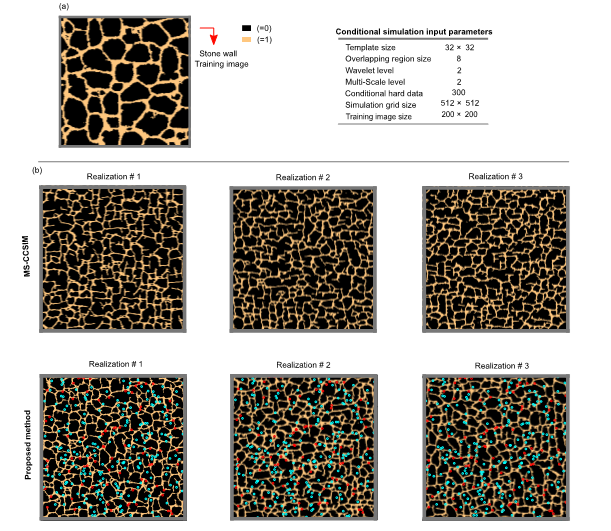 (a)
(=0)
(=1)
Stone wall
Training image
Conditional simulation input parameters
Template size 32 × 32
Overlapping region size 8
Wavelet level 2
Multi-Scale level 2
Conditional hard data 300
Simulation grid size 512 × 512
Training image size 200 × 200
(b)
Realization # 1 Realization # 2 Realization # 3
MS-CCSIM
Realization # 1 Realization # 2 Realization # 3
Proposed method